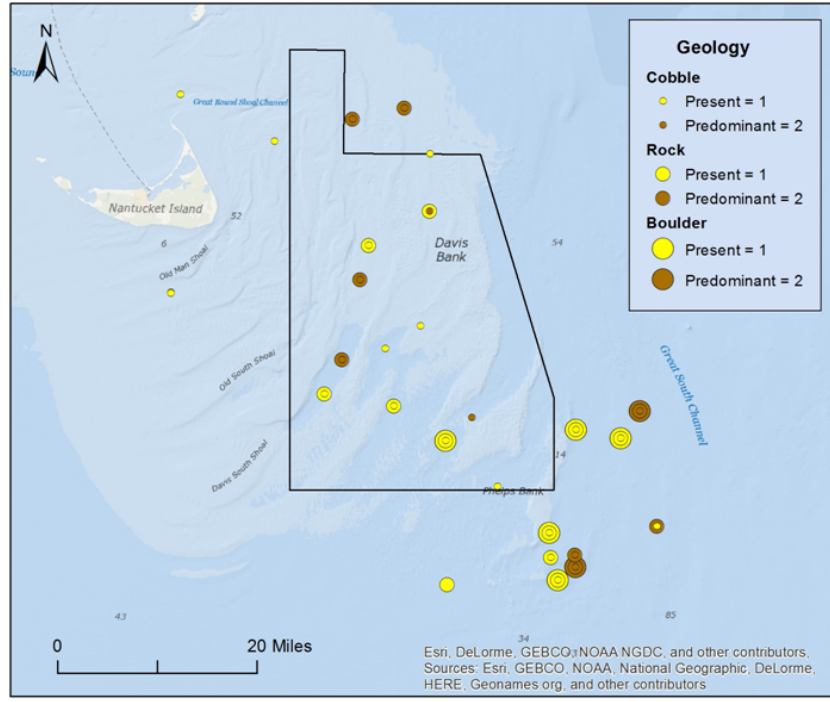 N
Soun
Great Round Shoal Channel
Nantucket Island
52
6
Old Man Shoal
Davis
Bank
54
Old South Shoal
Great South Channel
Davis South Shoal
14
Phelps Bank
43
85
34
0
20 Miles
Geology
Cobble
Present = 1
Predominant = 2
Rock
Present = 1
Predominant = 2
Boulder
Present = 1
Predominant = 2
Esri, DeLorme, GEBCO, NOAA NGDC, and other contributors,
Sources: Esri, GEBCO, NOAA, National Geographic, DeLorme,
HERE, Geonames.org, and other contributors